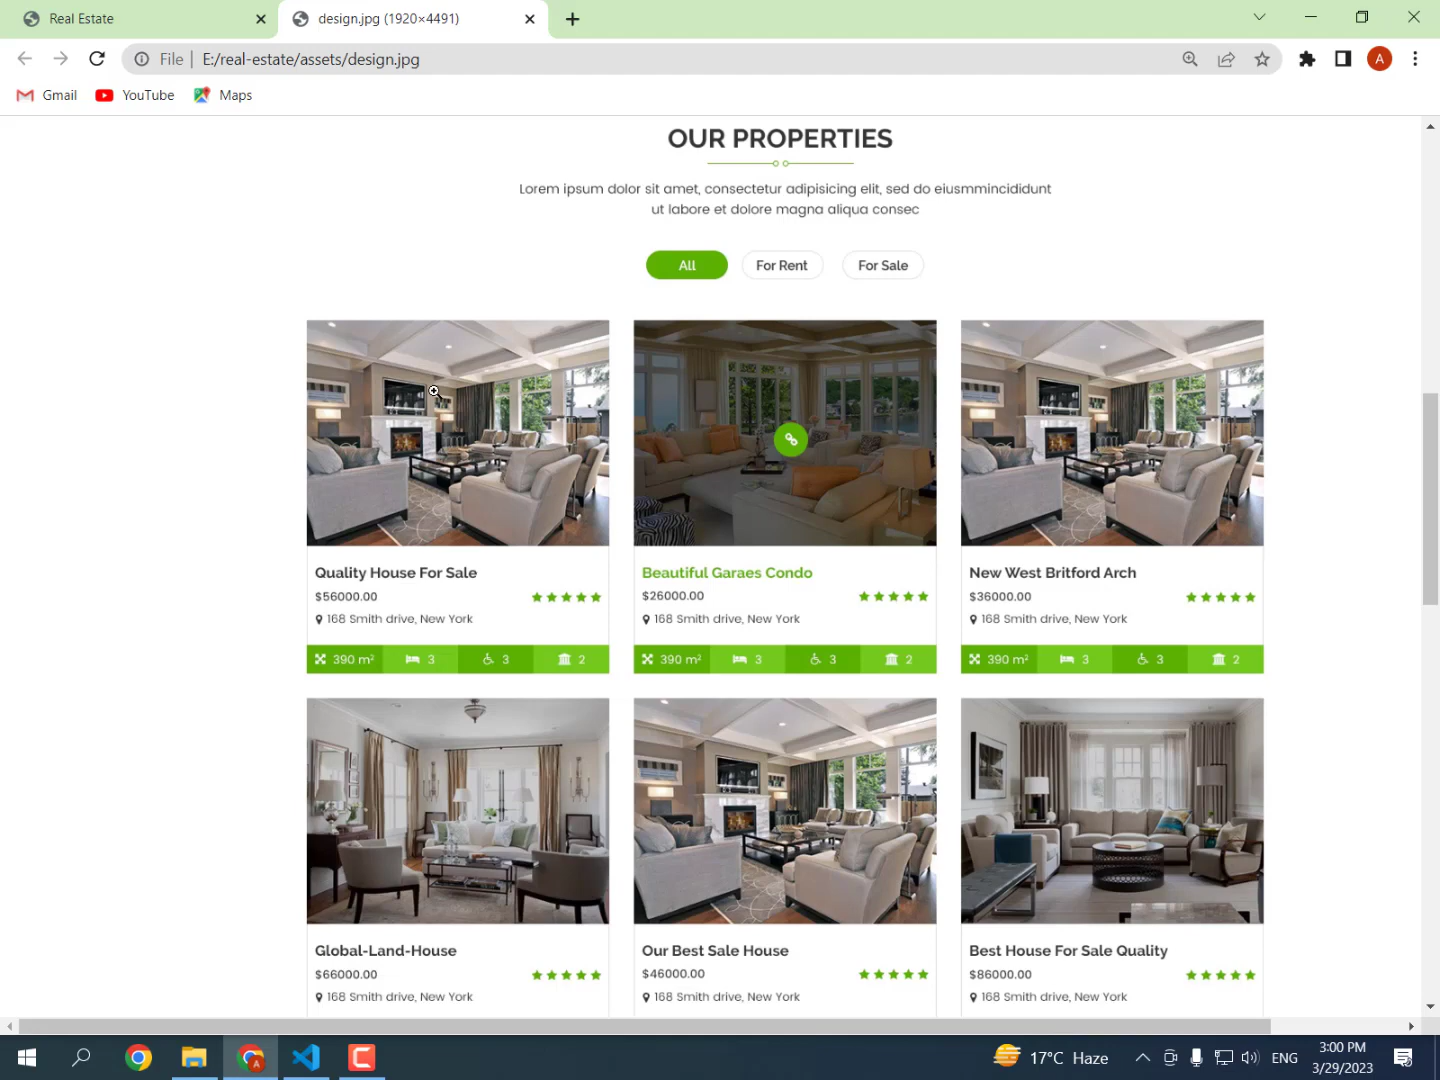 Real Estate
design.jpg (1920×4491)
File
E:/real-estate/assets/design.jpg
A
Gmail
YouTube
Maps
OUR PROPERTIES
Lorem ipsum dolor sit amet, consectetur adipisicing elit, sed do eiusmmincididunt
ut labore et dolore magna aliqua consec
All
For Rent
For Sale
Quality House For Sale
$56000.00
168 Smith drive, New York
390 m² 3 3 2
Beautiful Garaes Condo
$26000.00
168 Smith drive, New York
390 m² 3 3 2
New West Britford Arch
$36000.00
168 Smith drive, New York
390 m² 3 3 2
Global-Land-House
$66000.00
168 Smith drive, New York
Our Best Sale House
$46000.00
168 Smith drive, New York
Best House For Sale Quality
$86000.00
168 Smith drive, New York
17°C Haze
ENG
3:00 PM
3/29/2023